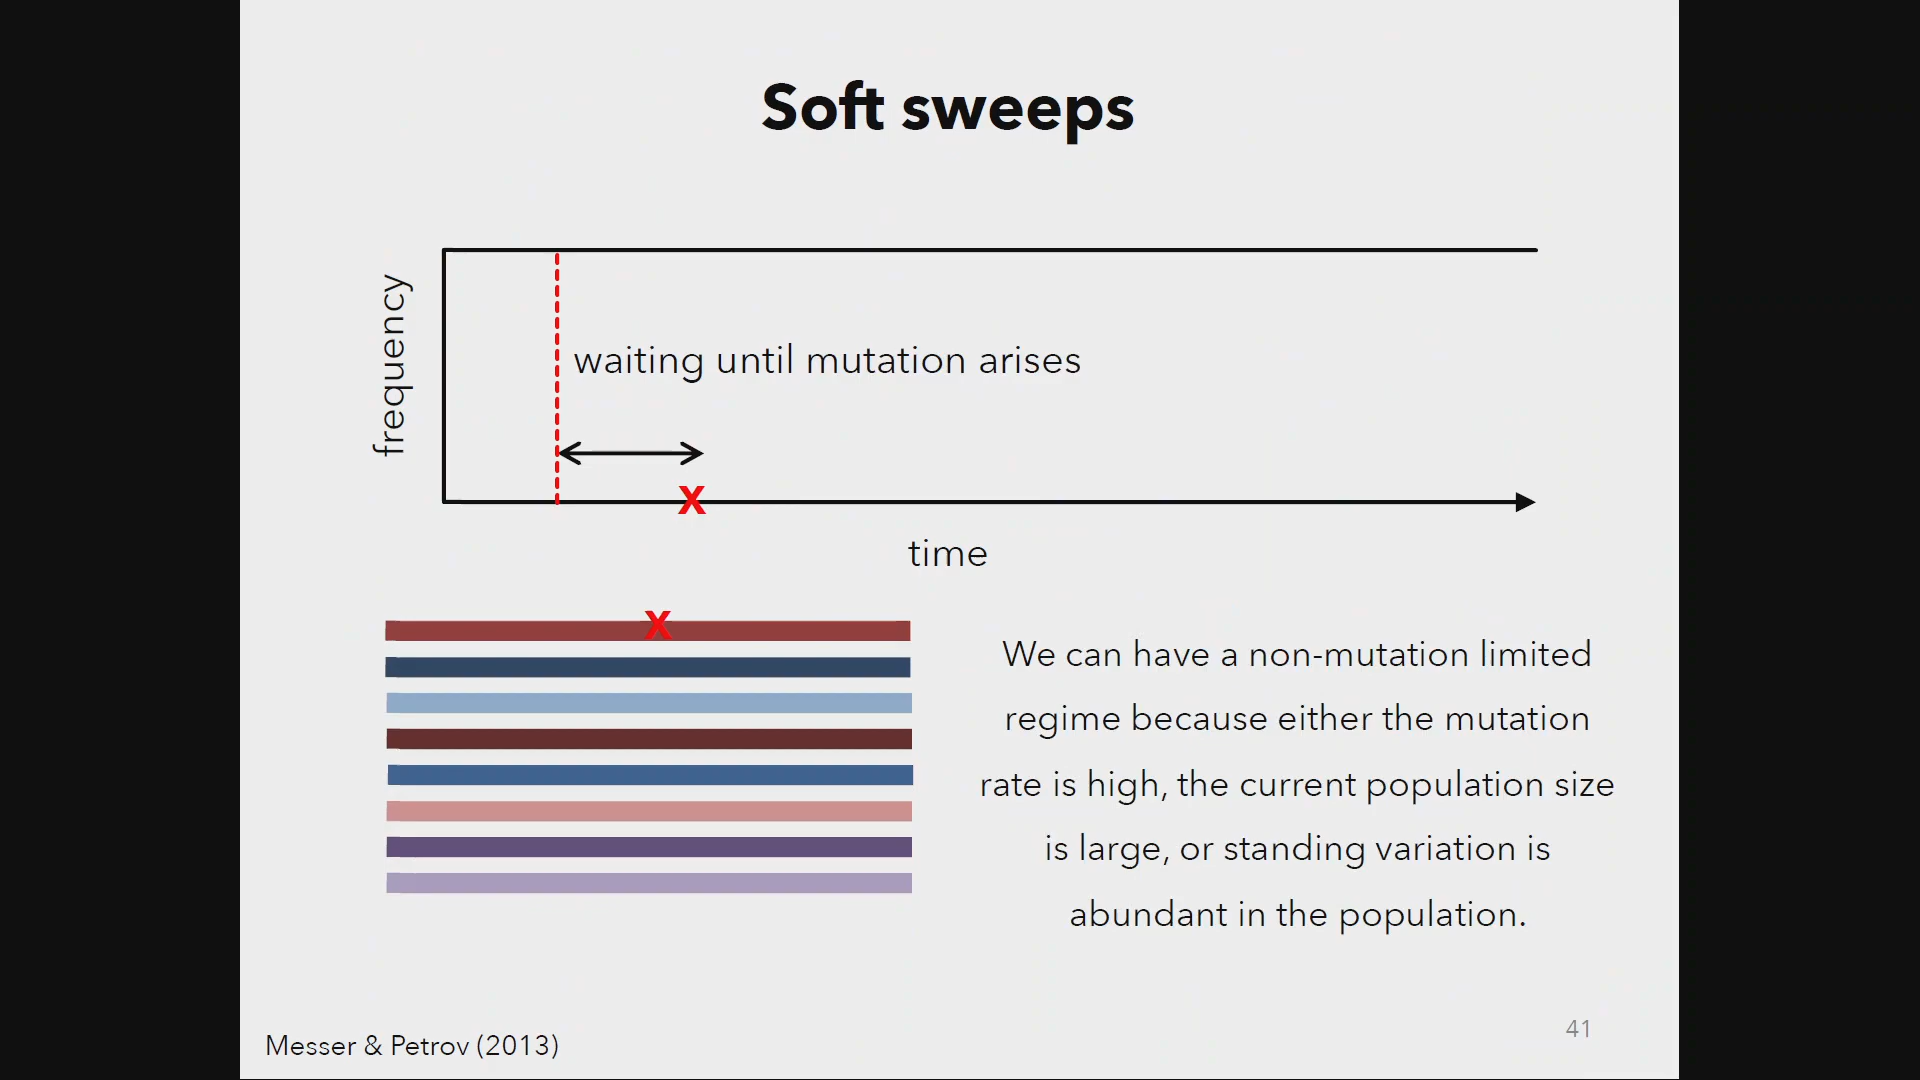 Soft sweeps
frequency
waiting until mutation arises
x
time
x
We can have a non-mutation limited
regime because either the mutation
rate is high, the current population size
is large, or standing variation is
abundant in the population.
Messer & Petrov (2013)
41